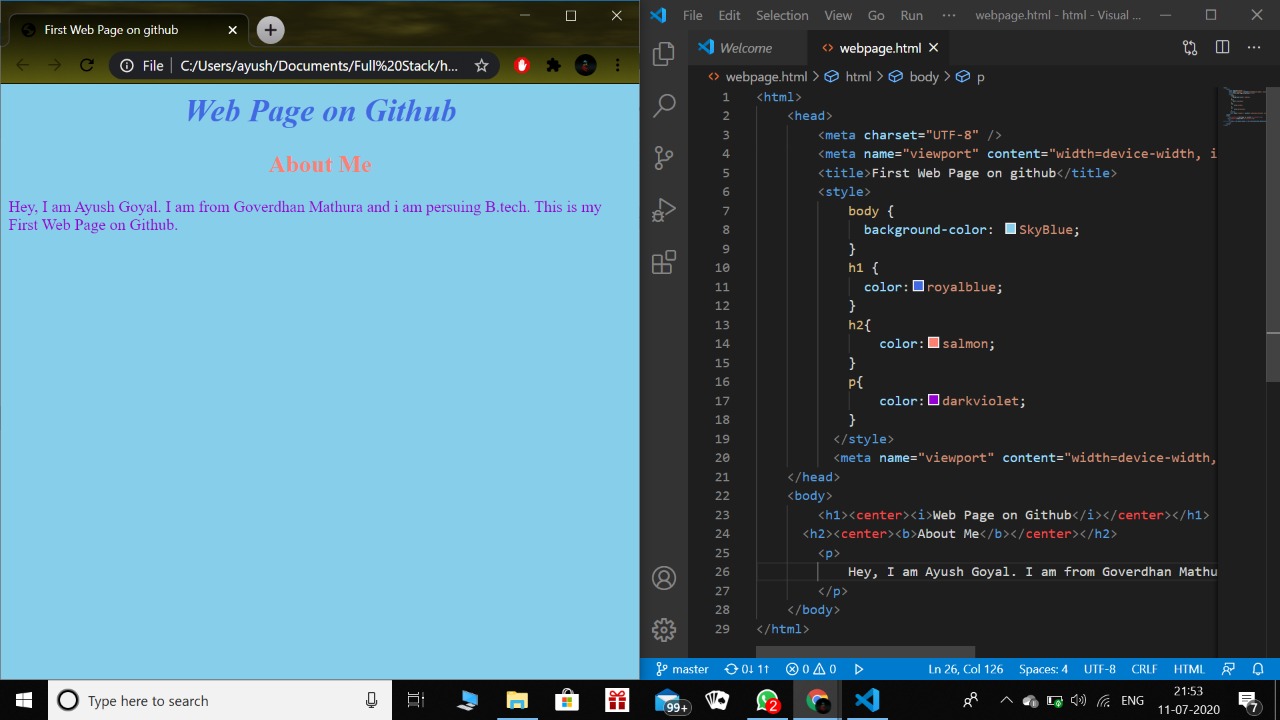 First Web Page on github
File
C:/Users/ayush/Documents/Full%20Stack/h...
Web Page on Github
About Me
Hey, I am Ayush Goyal. I am from Goverdhan Mathura and i am persuing B.tech. This is my
First Web Page on Github.
File Edit Selection View Go Run ··· webpage.html - html - Visual ...
Welcome
webpage.html
webpage.html > html > body > p
1 <html>
2 <head>
3 <meta charset="UTF-8" />
4 <meta name="viewport" content="width=device-width, i
5 <title>First Web Page on github</title>
6 <style>
7 body {
8 background-color: SkyBlue;
9 }
10 h1 {
11 color:royalblue;
12 }
13 h2{
14 color:salmon;
15 }
16 p{
17 color:darkviolet;
18 }
19 </style>
20 <meta name="viewport" content="width=device-width,
21 </head>
22 <body>
23 <h1><center><i>Web Page on Github</i></center></h1>
24 <h2><center><b>About Me</b></center></h2>
25 <p>
26 Hey, I am Ayush Goyal. I am from Goverdhan Mathu
27 </p>
28 </body>
29 </html>
master 0↓ 1↑ 0 0 Ln 26, Col 126 Spaces: 4 UTF-8 CRLF HTML
Type here to search
99+
2
ENG
21:53
11-07-2020
7